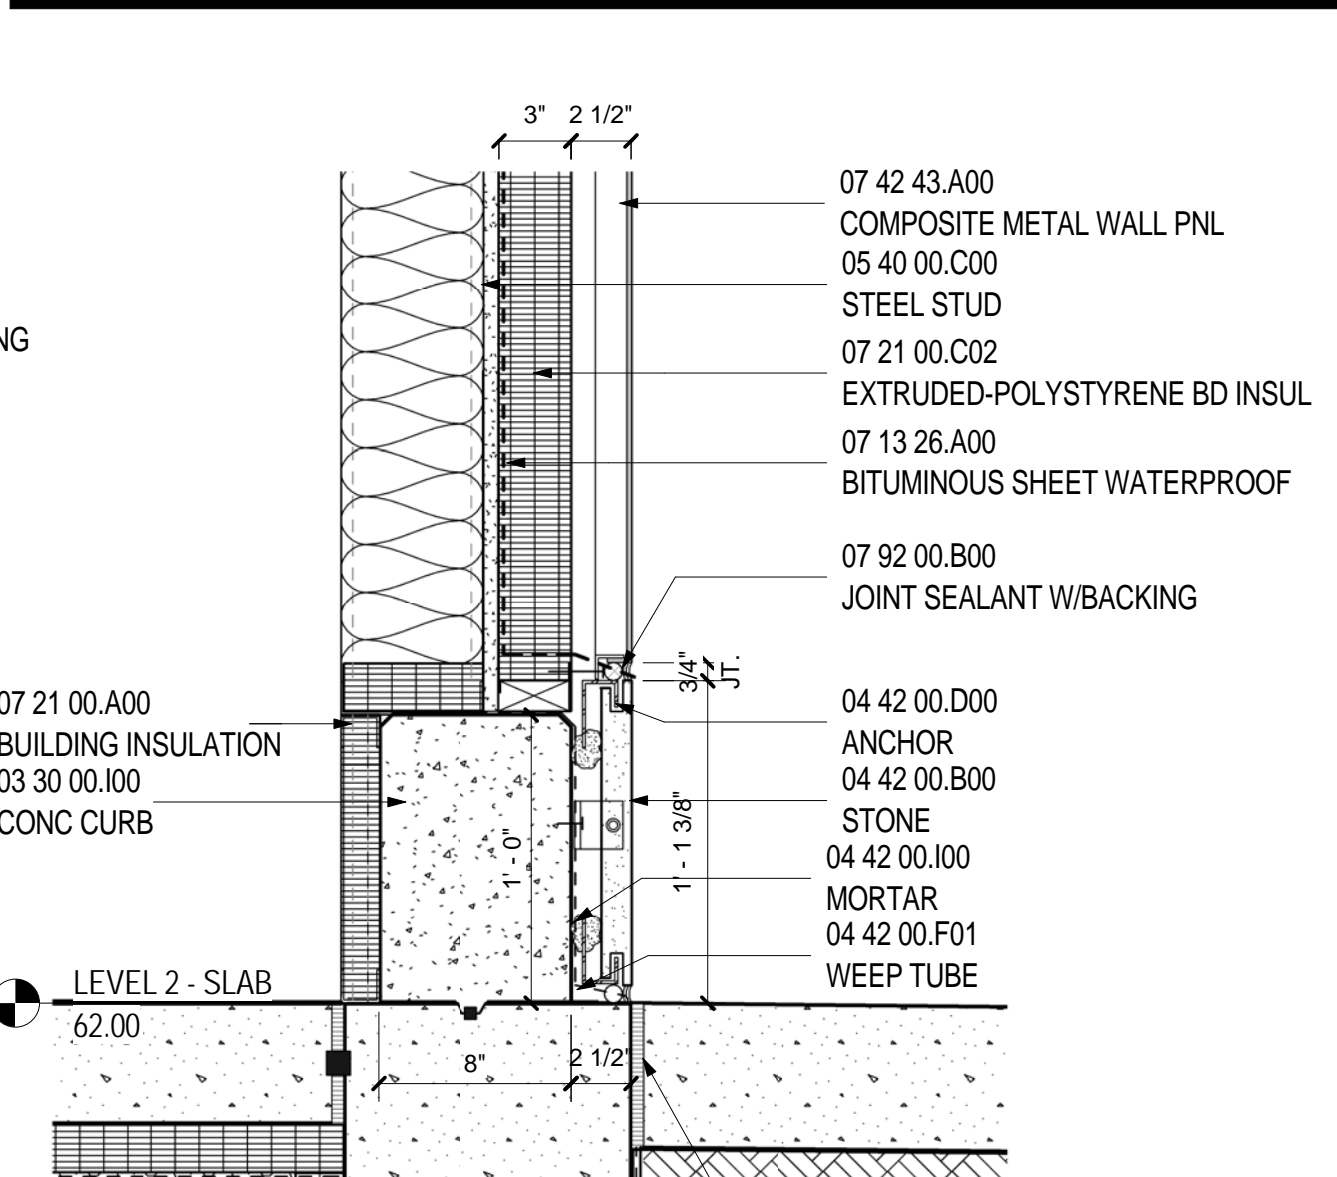 3" 2 1/2"
07 42 43.A00
COMPOSITE METAL WALL PNL
05 40 00.C00
STEEL STUD
NG
07 21 00.C02
EXTRUDED-POLYSTYRENE BD INSUL
07 13 26.A00
BITUMINOUS SHEET WATERPROOF
07 92 00.B00
JOINT SEALANT W/BACKING
3/4"
JT.
07 21 00.A00
BUILDING INSULATION
03 30 00.I00
CONC CURB
04 42 00.D00
ANCHOR
04 42 00.B00
STONE
1' - 0"
1' - 1 3/8"
04 42 00.I00
MORTAR
04 42 00.F01
WEEP TUBE
LEVEL 2 - SLAB
62.00
8" 2 1/2"